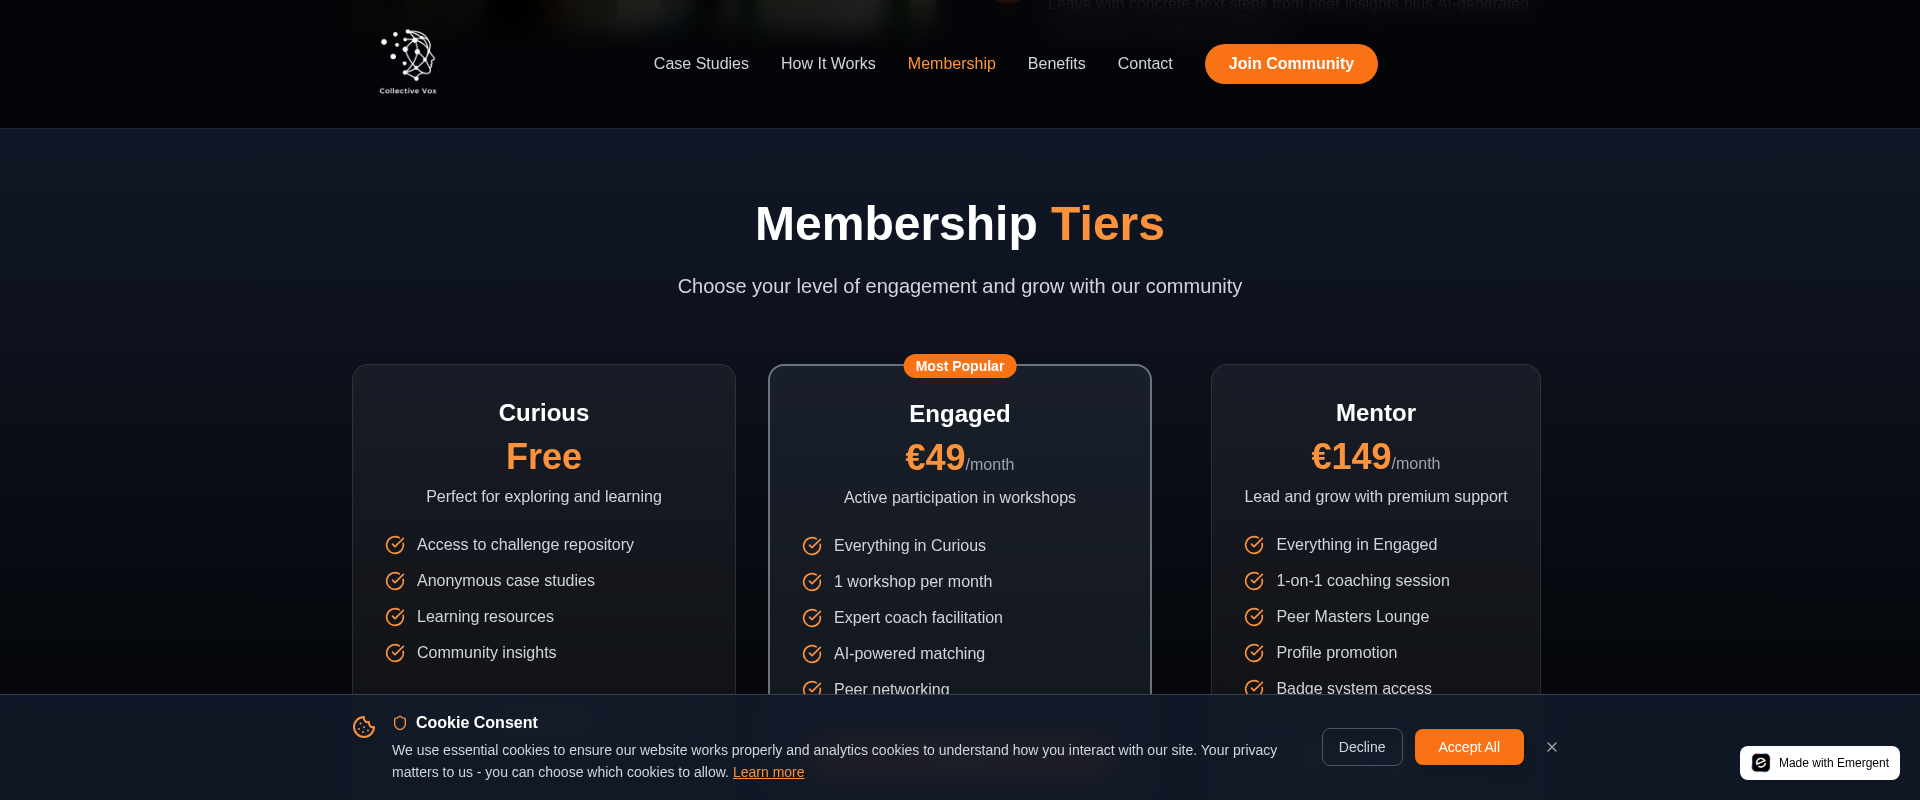 Leave with concrete next steps from peer insights plus AI-generated
Collective Vox
Case Studies
How It Works
Membership
Benefits
Contact
Join Community
Membership Tiers
Choose your level of engagement and grow with our community
Curious
Free
Perfect for exploring and learning
Access to challenge repository
Anonymous case studies
Learning resources
Community insights
Most Popular
Engaged
€49/month
Active participation in workshops
Everything in Curious
1 workshop per month
Expert coach facilitation
AI-powered matching
Peer networking
Mentor
€149/month
Lead and grow with premium support
Everything in Engaged
1-on-1 coaching session
Peer Masters Lounge
Profile promotion
Badge system access
Cookie Consent
We use essential cookies to ensure our website works properly and analytics cookies to understand how you interact with our site. Your privacy
matters to us - you can choose which cookies to allow. Learn more
Decline
Accept All
Made with Emergent